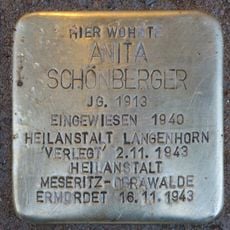 HIER WOHNTE
ANITA
SCHÖNBERGER
JG. 1913
EINGEWIESEN 1940
HEILANSTALT LANGENHORN
'VERLEGT' 2.11.1943
HEILANSTALT
MESERITZ-OBRAWALDE
ERMORDET 16.11.1943